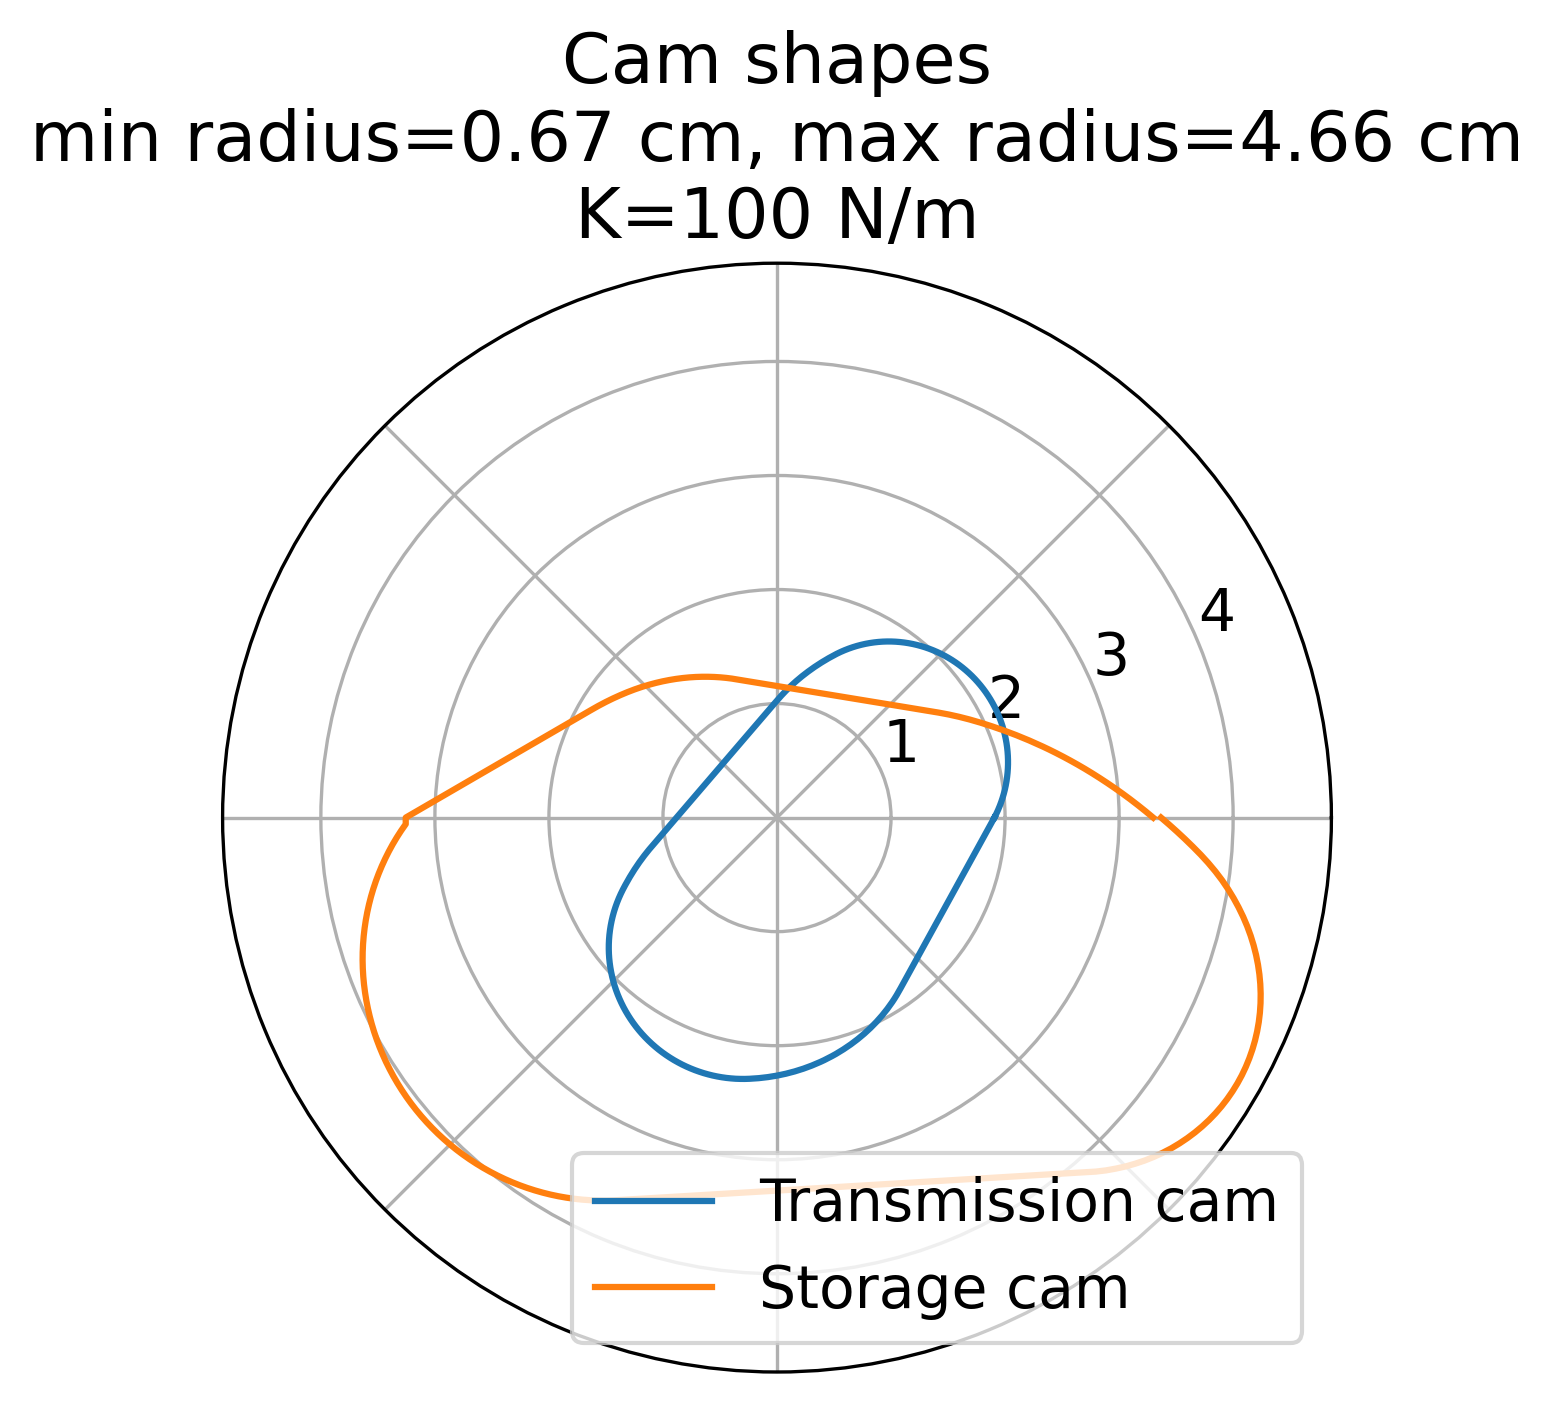 Cam shapes
min radius=0.67 cm, max radius=4.66 cm
K=100 N/m
4
3
2
1
Transmission cam
Storage cam